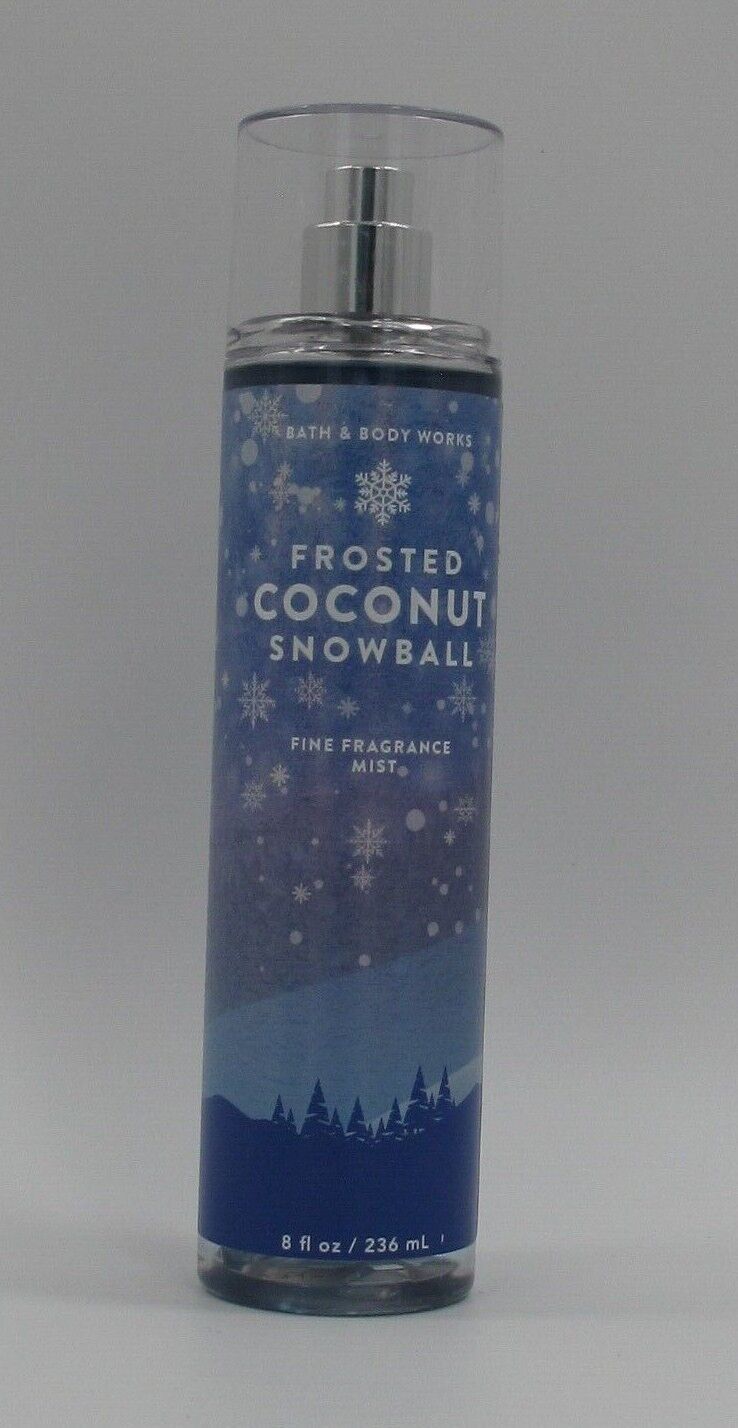 BATH & BODY WORKS
FROSTED
COCONUT
SNOWBALL
FINE FRAGRANCE
MIST
8 fl oz / 236 mL